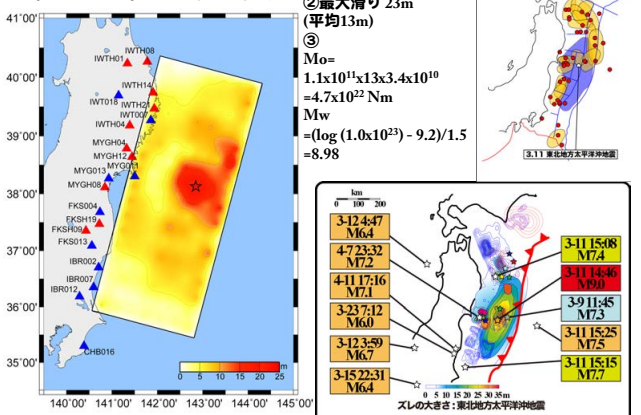 41˚00'
40˚00'
39˚00'
38˚00'
37˚00'
36˚00'
35˚00'
140˚00'
141˚00'
142˚00'
143˚00'
144˚00'
145˚00'
IWTH08
IWTH01
IWTH14
IWT018
IWTH21
IWT007
IWTH04
MYGH04
MYGH12
MYG011
MYG013
MYGH08
FKS004
FKSH19
FKSH09
FKS013
IBR002
IBR007
IBR012
CHB016
0 5 10 15 20 25 m
②最大滑り 23m
(平均13m)
③
Mo=
1.1x10¹¹x13x3.4x10¹⁰
=4.7x10²² Nm
Mw
=(log (1.0x10²³) - 9.2)/1.5
=8.98
3.11 東北地方太平洋沖地震
km
0 100 200
3-12 4:47
M6.4
4-7 23:32
M7.2
4-11 17:16
M7.1
3-23 7:12
M6.0
3-12 3:59
M6.7
3-15 22:31
M6.4
3-11 15:08
M7.4
3-11 14:46
M9.0
3-9 11:45
M7.3
3-11 15:25
M7.5
3-11 15:15
M7.7
0 5 10 15 20 25 30 35m
ズレの大きさ : 東北地方太平洋沖地震